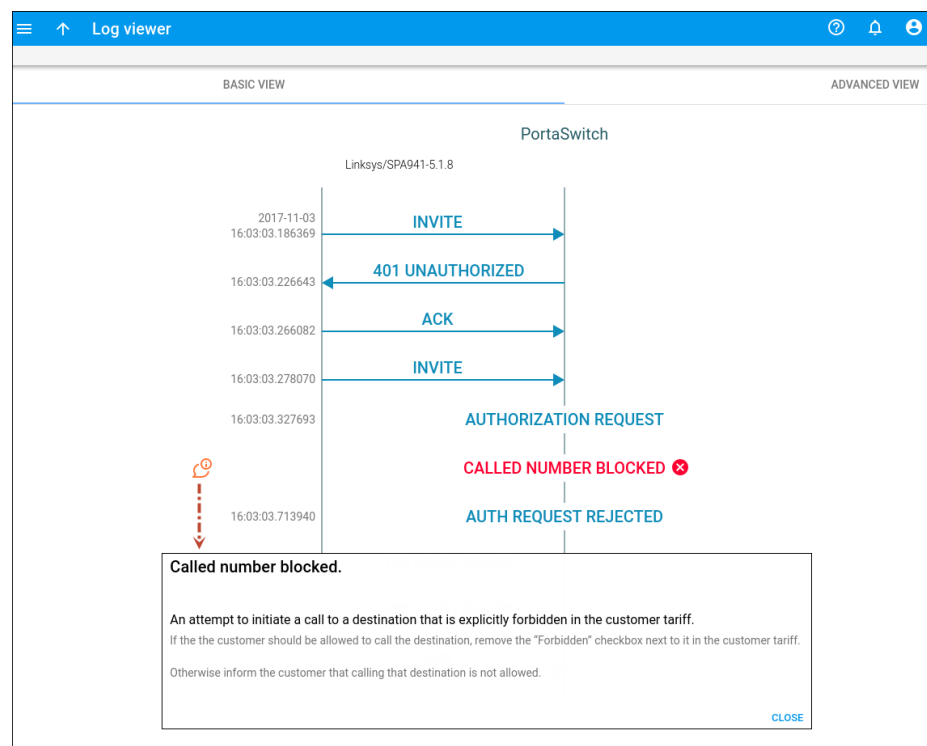 Log viewer
BASIC VIEW
ADVANCED VIEW
PortaSwitch
Linksys/SPA941-5.1.8
2017-11-03
16:03:03.186369
INVITE
16:03:03.226643
401 UNAUTHORIZED
16:03:03.266082
ACK
16:03:03.278070
INVITE
16:03:03.327693
AUTHORIZATION REQUEST
CALLED NUMBER BLOCKED
16:03:03.713940
AUTH REQUEST REJECTED
Called number blocked.
An attempt to initiate a call to a destination that is explicitly forbidden in the customer tariff.
If the the customer should be allowed to call the destination, remove the “Forbidden” checkbox next to it in the customer tariff.
Otherwise inform the customer that calling that destination is not allowed.
CLOSE